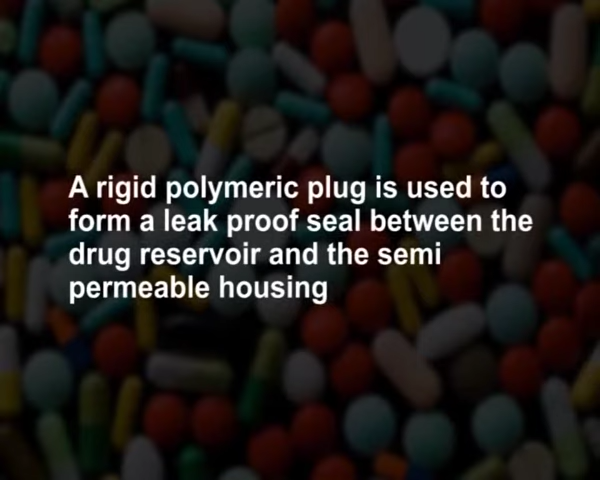 A rigid polymeric plug is used to
form a leak proof seal between the
drug reservoir and the semi
permeable housing